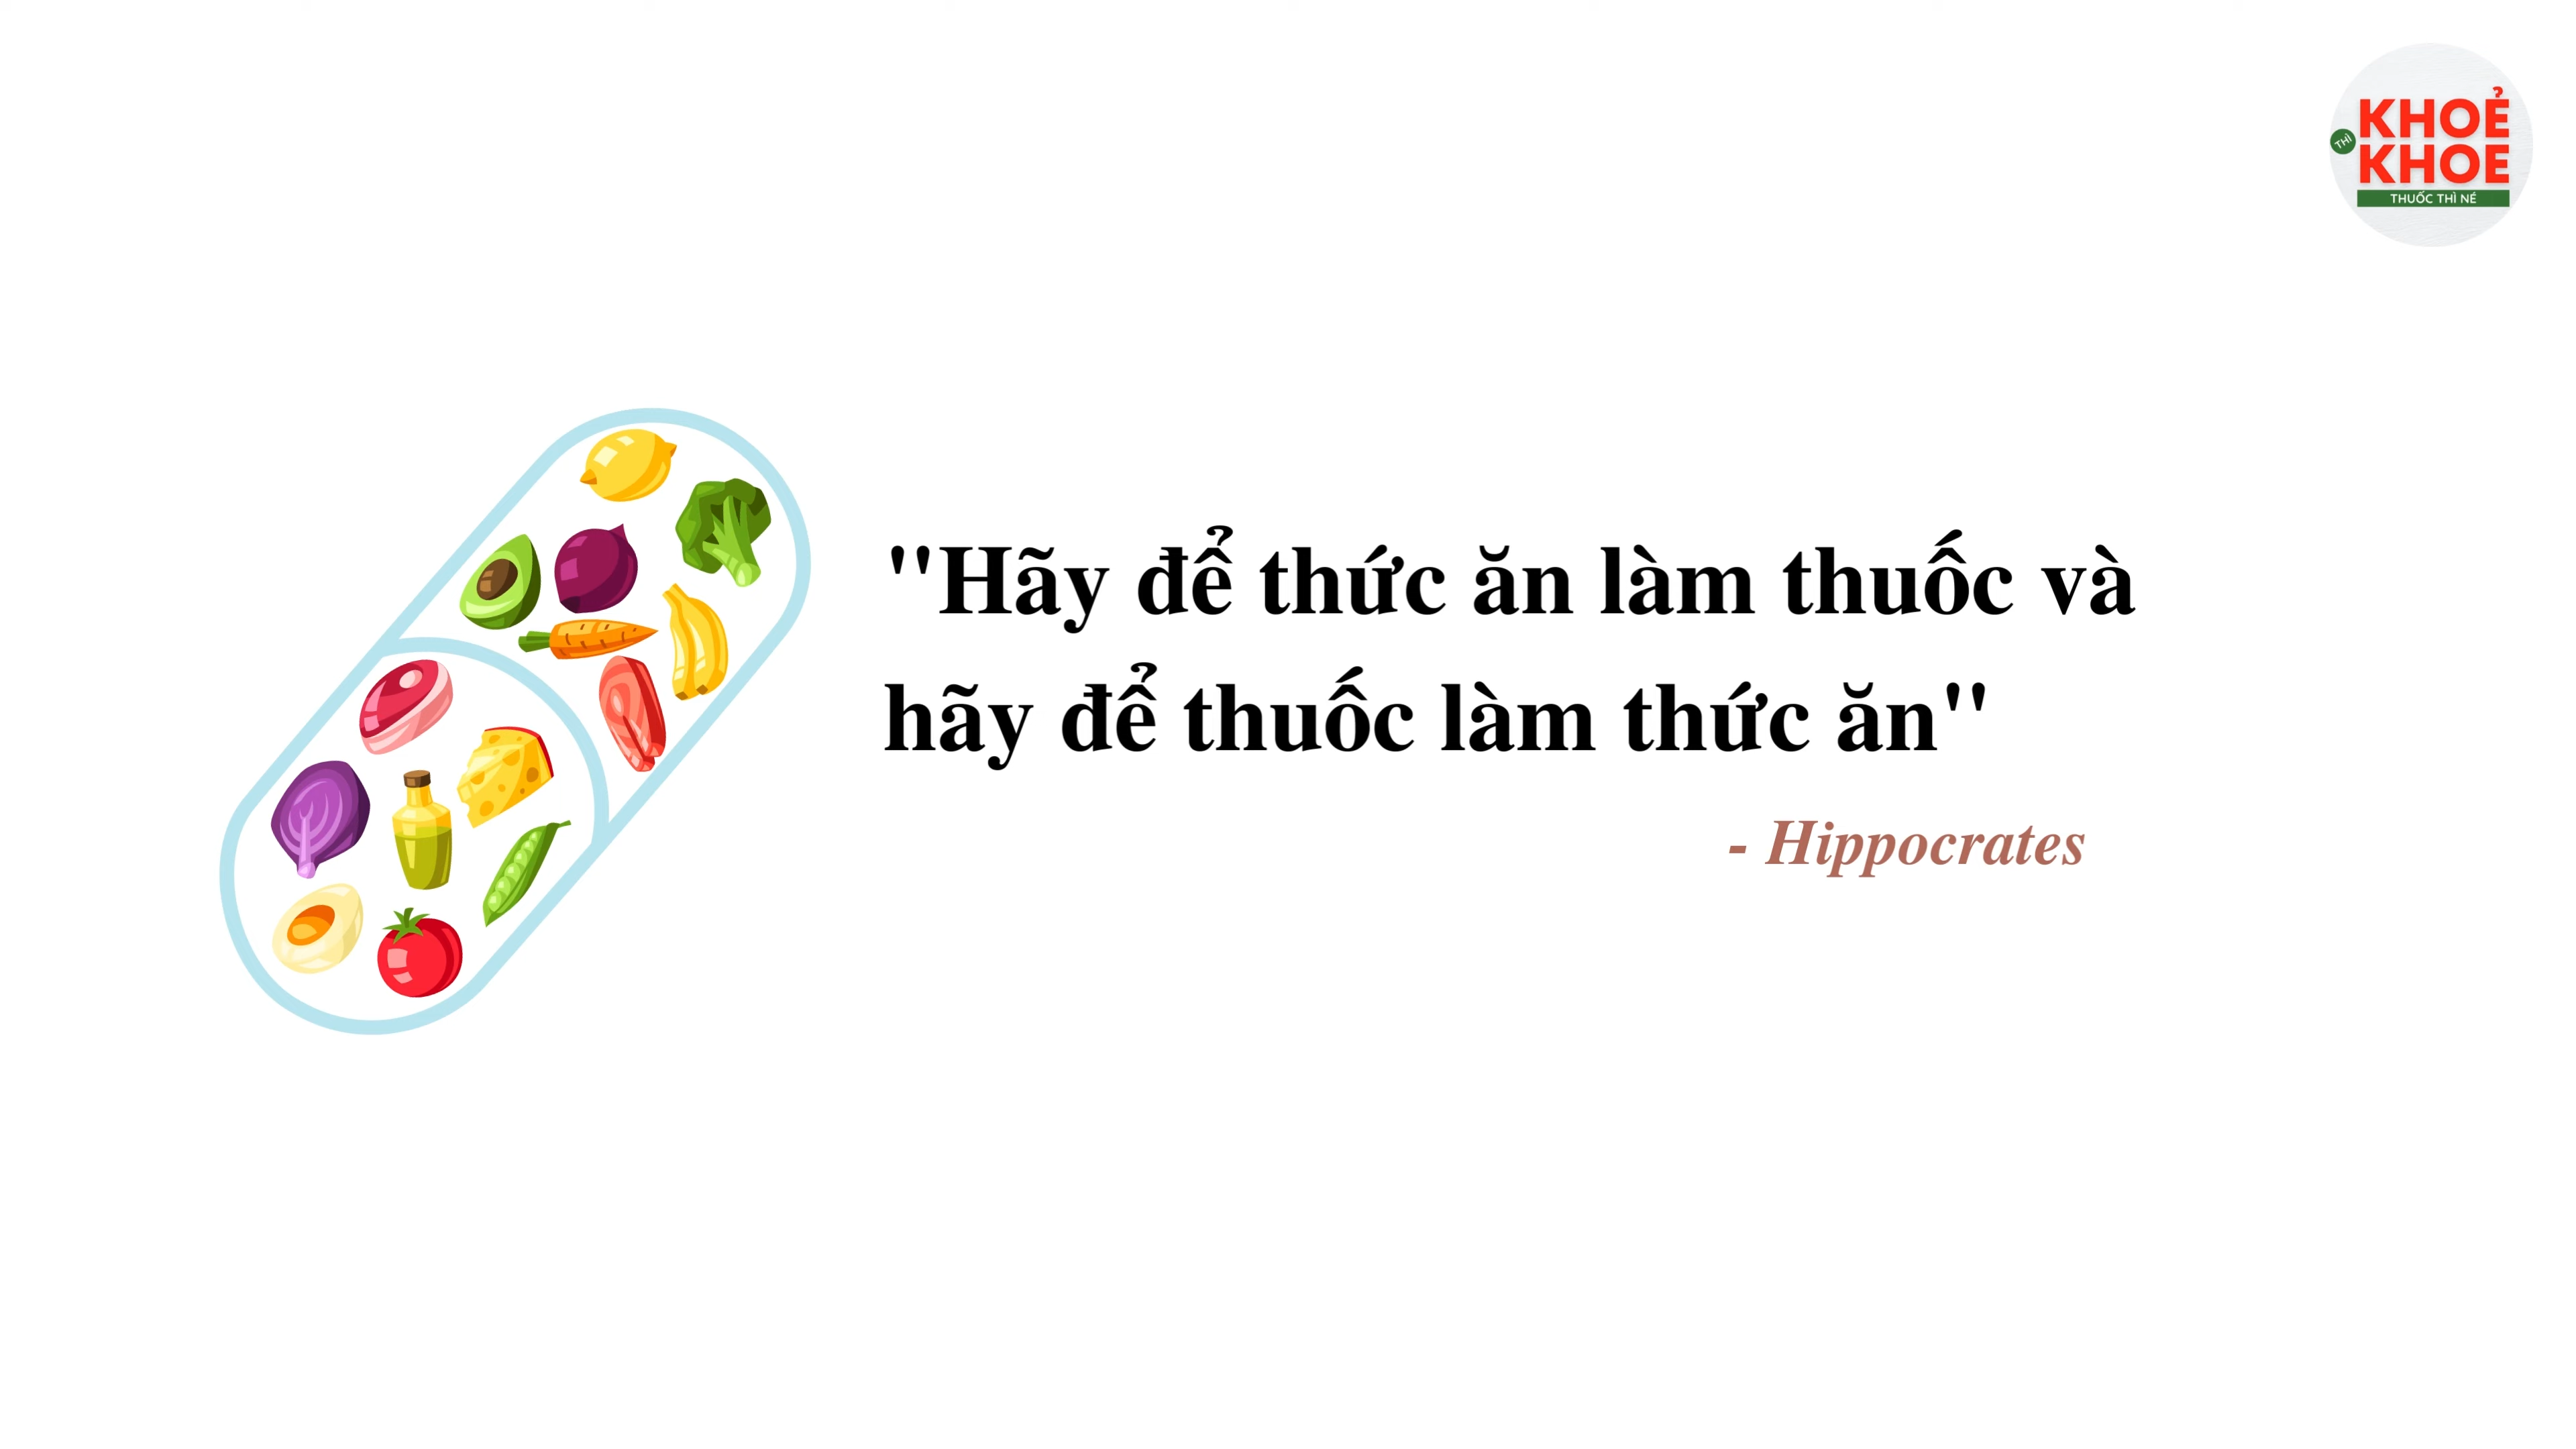 KHOẺ
THÌ
KHOE
THUỐC THÌ NÉ
"Hãy để thức ăn làm thuốc và
hãy để thuốc làm thức ăn"
- Hippocrates